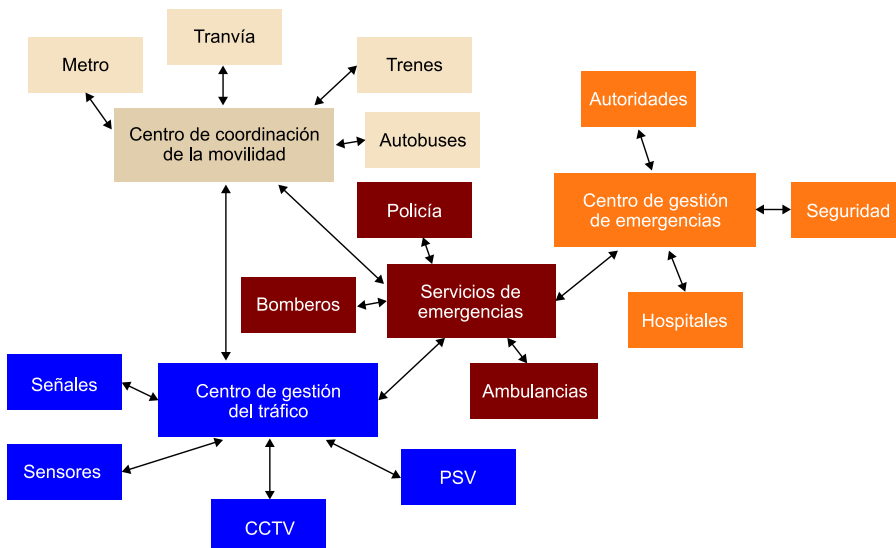 Tranvía
Metro
Trenes
Autoridades
Centro de coordinación
de la movilidad
Autobuses
Centro de gestión
de emergencias
Seguridad
Policía
Servicios de
emergencias
Bomberos
Hospitales
Señales
Centro de gestión
del tráfico
Ambulancias
Sensores
PSV
CCTV